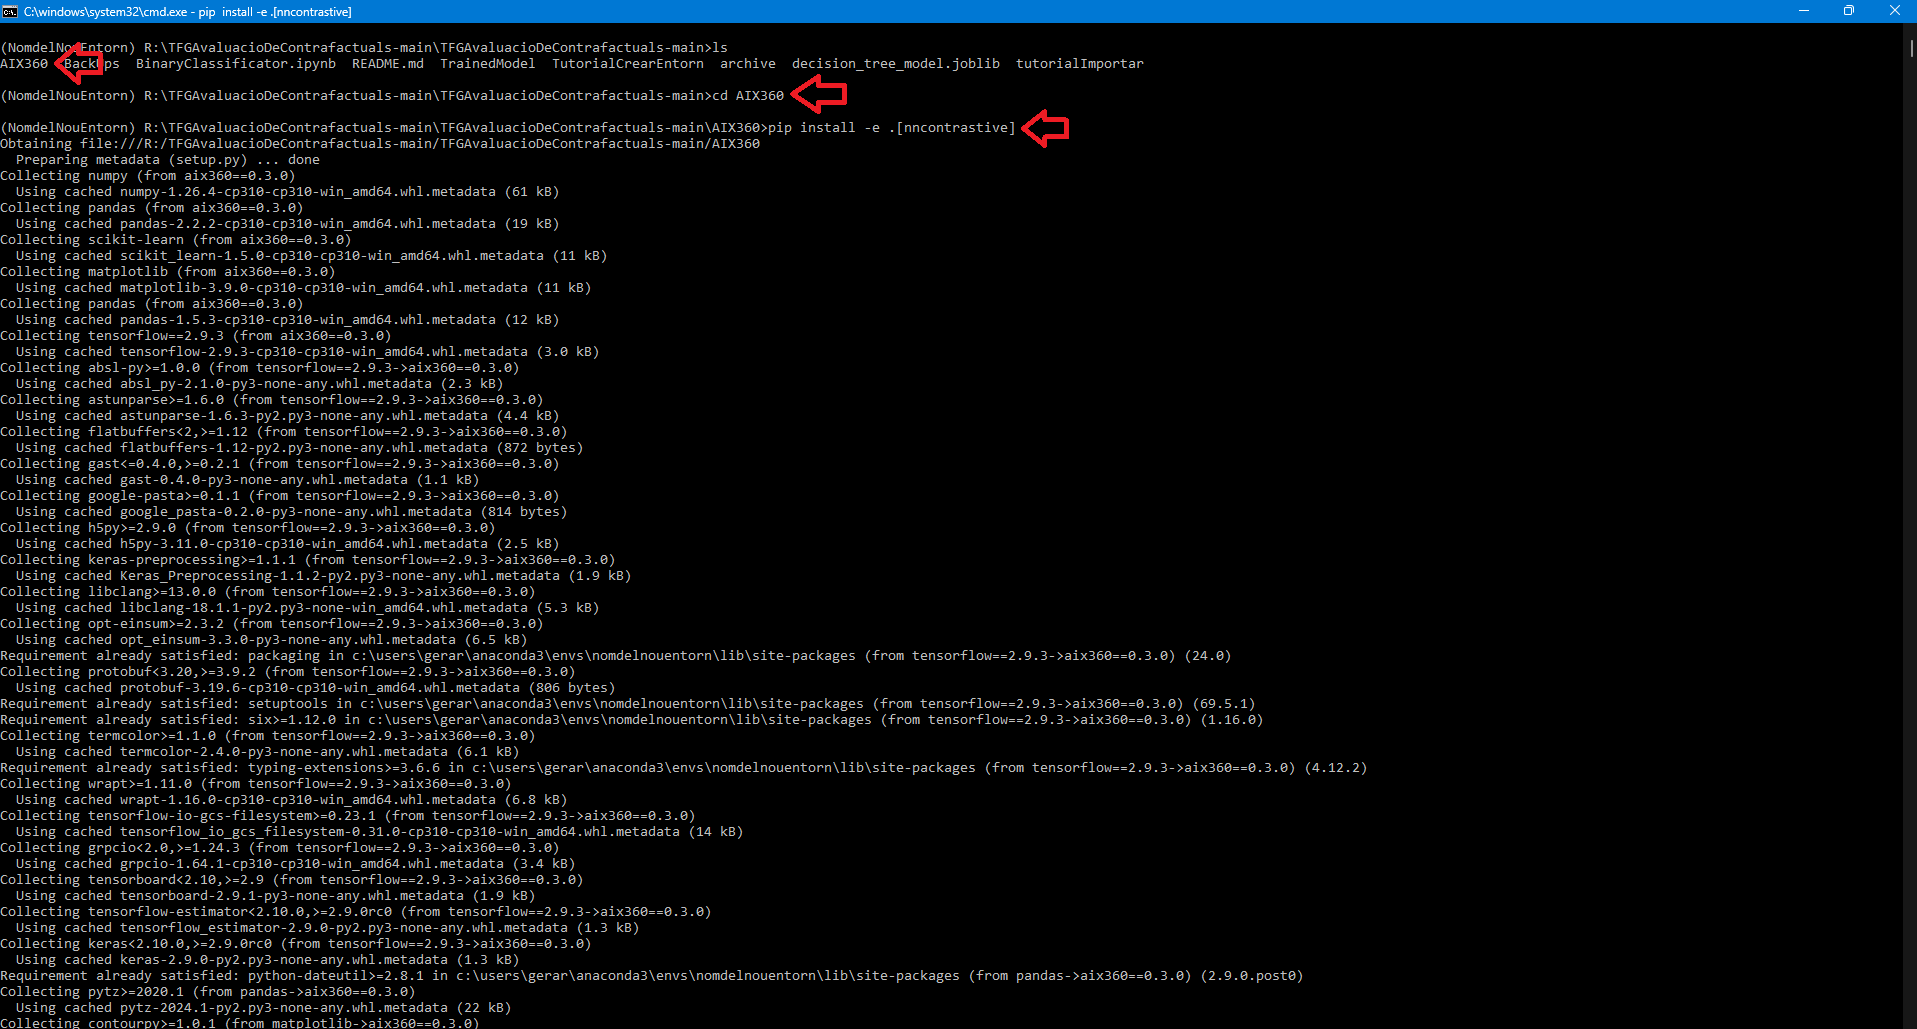 C:\windows\system32\cmd.exe - pip  install -e .[nncontrastive]
(NomdelNouEntorn) R:\TFGAvaluacioDeContrafactuals-main\TFGAvaluacioDeContrafactuals-main>ls
AIX360  BackUps  BinaryClassificator.ipynb  README.md  TrainedModel  TutorialCrearEntorn  archive  decision_tree_model.joblib  tutorialImportar
(NomdelNouEntorn) R:\TFGAvaluacioDeContrafactuals-main\TFGAvaluacioDeContrafactuals-main>cd AIX360
(NomdelNouEntorn) R:\TFGAvaluacioDeContrafactuals-main\TFGAvaluacioDeContrafactuals-main\AIX360>pip install -e .[nncontrastive]
Obtaining file:///R:/TFGAvaluacioDeContrafactuals-main/TFGAvaluacioDeContrafactuals-main/AIX360
  Preparing metadata (setup.py) ... done
Collecting numpy (from aix360==0.3.0)
  Using cached numpy-1.26.4-cp310-cp310-win_amd64.whl.metadata (61 kB)
Collecting pandas (from aix360==0.3.0)
  Using cached pandas-2.2.2-cp310-cp310-win_amd64.whl.metadata (19 kB)
Collecting scikit-learn (from aix360==0.3.0)
  Using cached scikit_learn-1.5.0-cp310-cp310-win_amd64.whl.metadata (11 kB)
Collecting matplotlib (from aix360==0.3.0)
  Using cached matplotlib-3.9.0-cp310-cp310-win_amd64.whl.metadata (11 kB)
Collecting pandas (from aix360==0.3.0)
  Using cached pandas-1.5.3-cp310-cp310-win_amd64.whl.metadata (12 kB)
Collecting tensorflow==2.9.3 (from aix360==0.3.0)
  Using cached tensorflow-2.9.3-cp310-cp310-win_amd64.whl.metadata (3.0 kB)
Collecting absl-py>=1.0.0 (from tensorflow==2.9.3->aix360==0.3.0)
  Using cached absl_py-2.1.0-py3-none-any.whl.metadata (2.3 kB)
Collecting astunparse>=1.6.0 (from tensorflow==2.9.3->aix360==0.3.0)
  Using cached astunparse-1.6.3-py2.py3-none-any.whl.metadata (4.4 kB)
Collecting flatbuffers<2,>=1.12 (from tensorflow==2.9.3->aix360==0.3.0)
  Using cached flatbuffers-1.12-py2.py3-none-any.whl.metadata (872 bytes)
Collecting gast<=0.4.0,>=0.2.1 (from tensorflow==2.9.3->aix360==0.3.0)
  Using cached gast-0.4.0-py3-none-any.whl.metadata (1.1 kB)
Collecting google-pasta>=0.1.1 (from tensorflow==2.9.3->aix360==0.3.0)
  Using cached google_pasta-0.2.0-py3-none-any.whl.metadata (814 bytes)
Collecting h5py>=2.9.0 (from tensorflow==2.9.3->aix360==0.3.0)
  Using cached h5py-3.11.0-cp310-cp310-win_amd64.whl.metadata (2.5 kB)
Collecting keras-preprocessing>=1.1.1 (from tensorflow==2.9.3->aix360==0.3.0)
  Using cached Keras_Preprocessing-1.1.2-py2.py3-none-any.whl.metadata (1.9 kB)
Collecting libclang>=13.0.0 (from tensorflow==2.9.3->aix360==0.3.0)
  Using cached libclang-18.1.1-py2.py3-none-win_amd64.whl.metadata (5.3 kB)
Collecting opt-einsum>=2.3.2 (from tensorflow==2.9.3->aix360==0.3.0)
  Using cached opt_einsum-3.3.0-py3-none-any.whl.metadata (6.5 kB)
Requirement already satisfied: packaging in c:\users\gerar\anaconda3\envs\nomdelnouentorn\lib\site-packages (from tensorflow==2.9.3->aix360==0.3.0) (24.0)
Collecting protobuf<3.20,>=3.9.2 (from tensorflow==2.9.3->aix360==0.3.0)
  Using cached protobuf-3.19.6-cp310-cp310-win_amd64.whl.metadata (806 bytes)
Requirement already satisfied: setuptools in c:\users\gerar\anaconda3\envs\nomdelnouentorn\lib\site-packages (from tensorflow==2.9.3->aix360==0.3.0) (69.5.1)
Requirement already satisfied: six>=1.12.0 in c:\users\gerar\anaconda3\envs\nomdelnouentorn\lib\site-packages (from tensorflow==2.9.3->aix360==0.3.0) (1.16.0)
Collecting termcolor>=1.1.0 (from tensorflow==2.9.3->aix360==0.3.0)
  Using cached termcolor-2.4.0-py3-none-any.whl.metadata (6.1 kB)
Requirement already satisfied: typing-extensions>=3.6.6 in c:\users\gerar\anaconda3\envs\nomdelnouentorn\lib\site-packages (from tensorflow==2.9.3->aix360==0.3.0) (4.12.2)
Collecting wrapt>=1.11.0 (from tensorflow==2.9.3->aix360==0.3.0)
  Using cached wrapt-1.16.0-cp310-cp310-win_amd64.whl.metadata (6.8 kB)
Collecting tensorflow-io-gcs-filesystem>=0.23.1 (from tensorflow==2.9.3->aix360==0.3.0)
  Using cached tensorflow_io_gcs_filesystem-0.31.0-cp310-cp310-win_amd64.whl.metadata (14 kB)
Collecting grpcio<2.0,>=1.24.3 (from tensorflow==2.9.3->aix360==0.3.0)
  Using cached grpcio-1.64.1-cp310-cp310-win_amd64.whl.metadata (3.4 kB)
Collecting tensorboard<2.10,>=2.9 (from tensorflow==2.9.3->aix360==0.3.0)
  Using cached tensorboard-2.9.1-py3-none-any.whl.metadata (1.9 kB)
Collecting tensorflow-estimator<2.10.0,>=2.9.0rc0 (from tensorflow==2.9.3->aix360==0.3.0)
  Using cached tensorflow_estimator-2.9.0-py2.py3-none-any.whl.metadata (1.3 kB)
Collecting keras<2.10.0,>=2.9.0rc0 (from tensorflow==2.9.3->aix360==0.3.0)
  Using cached keras-2.9.0-py2.py3-none-any.whl.metadata (1.3 kB)
Requirement already satisfied: python-dateutil>=2.8.1 in c:\users\gerar\anaconda3\envs\nomdelnouentorn\lib\site-packages (from pandas->aix360==0.3.0) (2.9.0.post0)
Collecting pytz>=2020.1 (from pandas->aix360==0.3.0)
  Using cached pytz-2024.1-py2.py3-none-any.whl.metadata (22 kB)
Collecting contourpy>=1.0.1 (from matplotlib->aix360==0.3.0)